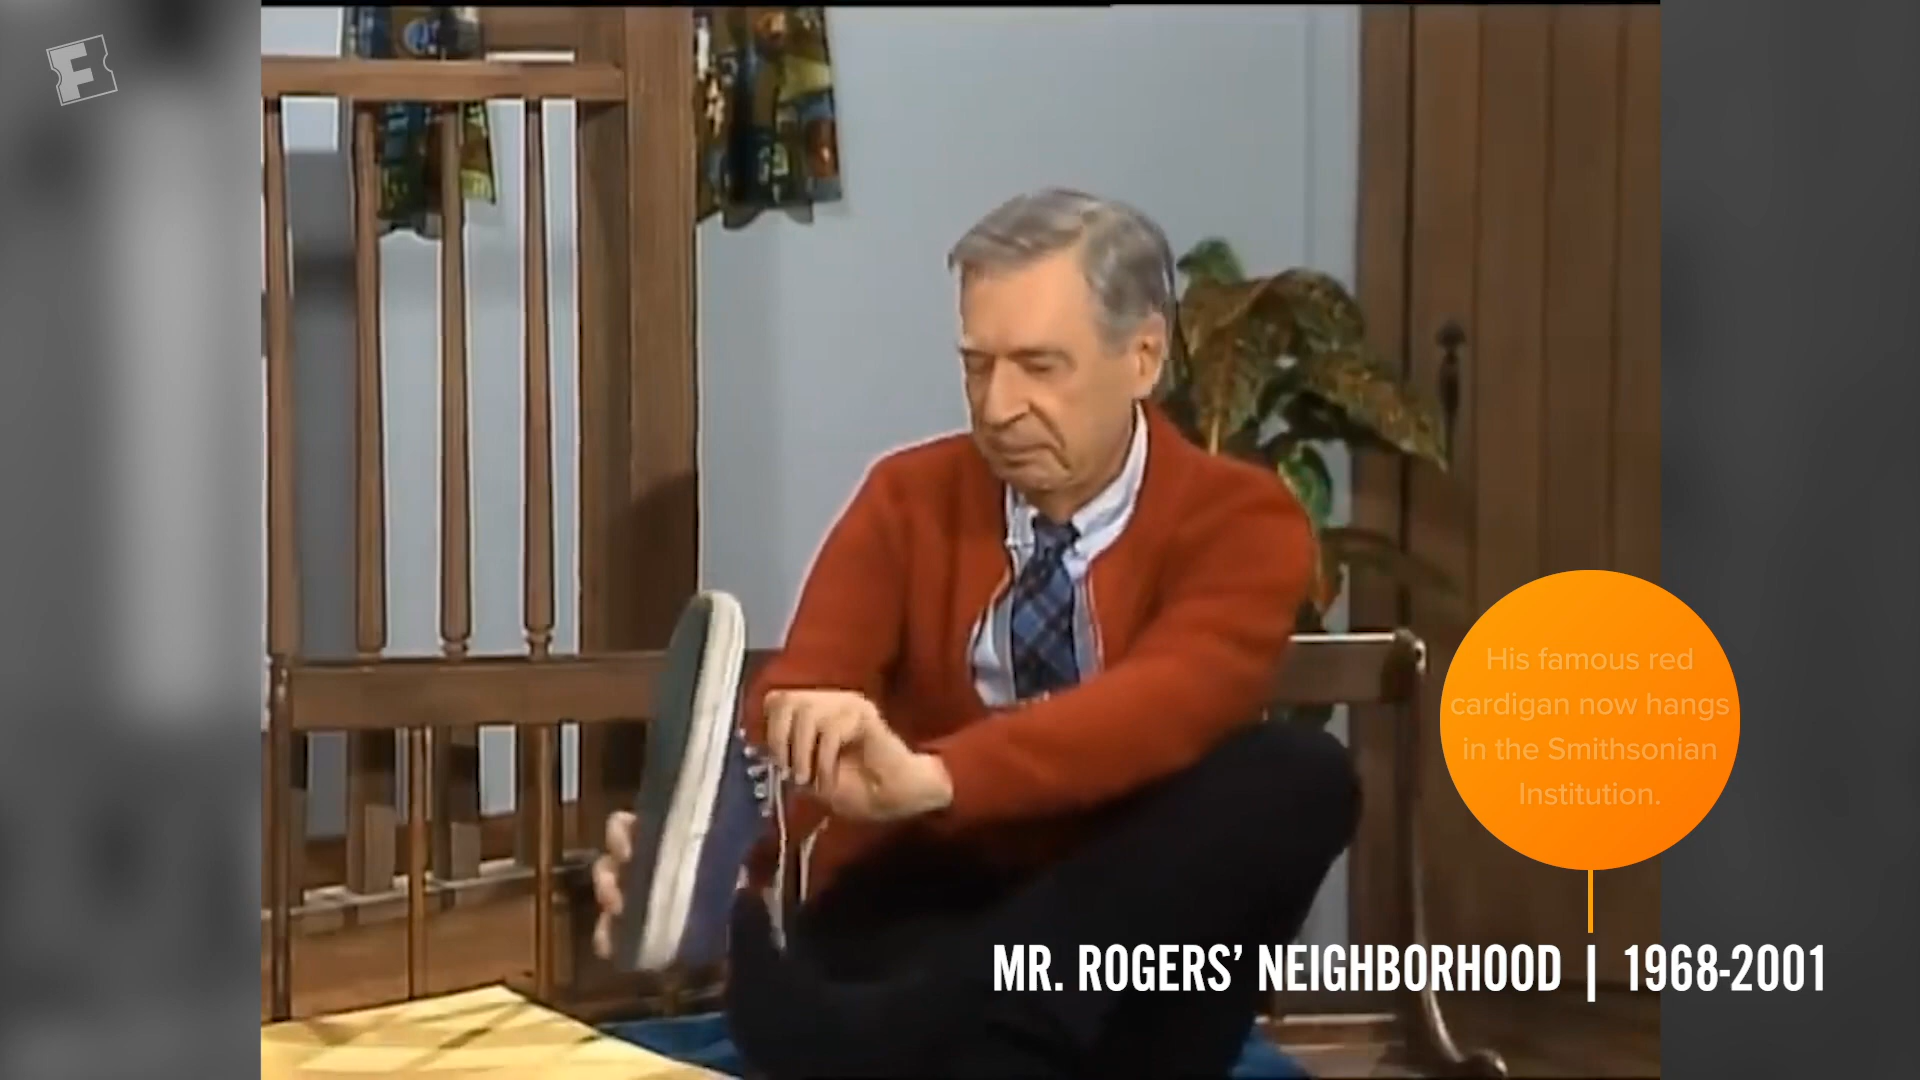 F
His famous red
cardigan now hangs
in the Smithsonian
Institution.
MR. ROGERS’ NEIGHBORHOOD | 1968-2001